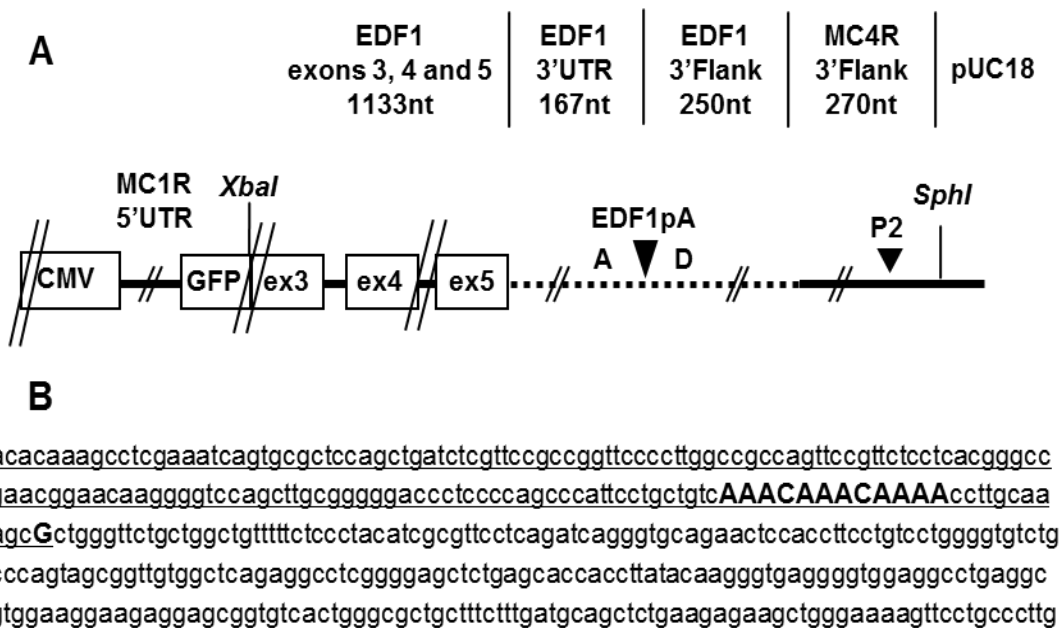 A
EDF1 EDF1 EDF1 MC4R
exons 3, 4 and 5 3'UTR 3'Flank 3'Flank pUC18
1133nt 167nt 250nt 270nt
MC1R XbaI
5'UTR
SphI
EDF1pA P2
A D
CMV GFP ex3 ex4 ex5
B
acacaaagcctcgaaatcagtgcgctccagctgatctcgttccgccggttccccttggccgccagttccgttctcctcacgggcc
gaacggaacaaggggtccagcttgcgggggaccctccccagcccattcctgctgtcAAACAAACAAAAccttgcaa
agcGctgggttctgctggctgtttttctccctacatcgcgttcctcagatcagggtgcagaactccaccttcctgtcctggggtgtctg
cccagtagcggttgtggctcagaggcctcggggagctctgagcaccaccttatacaagggtgaggggtggaggcctgaggc
gtggaaggaagaggagcggtgtcactgggcgctgctttctttgatgcagctctgaagagaagctgggaaaagttcctgcccttg